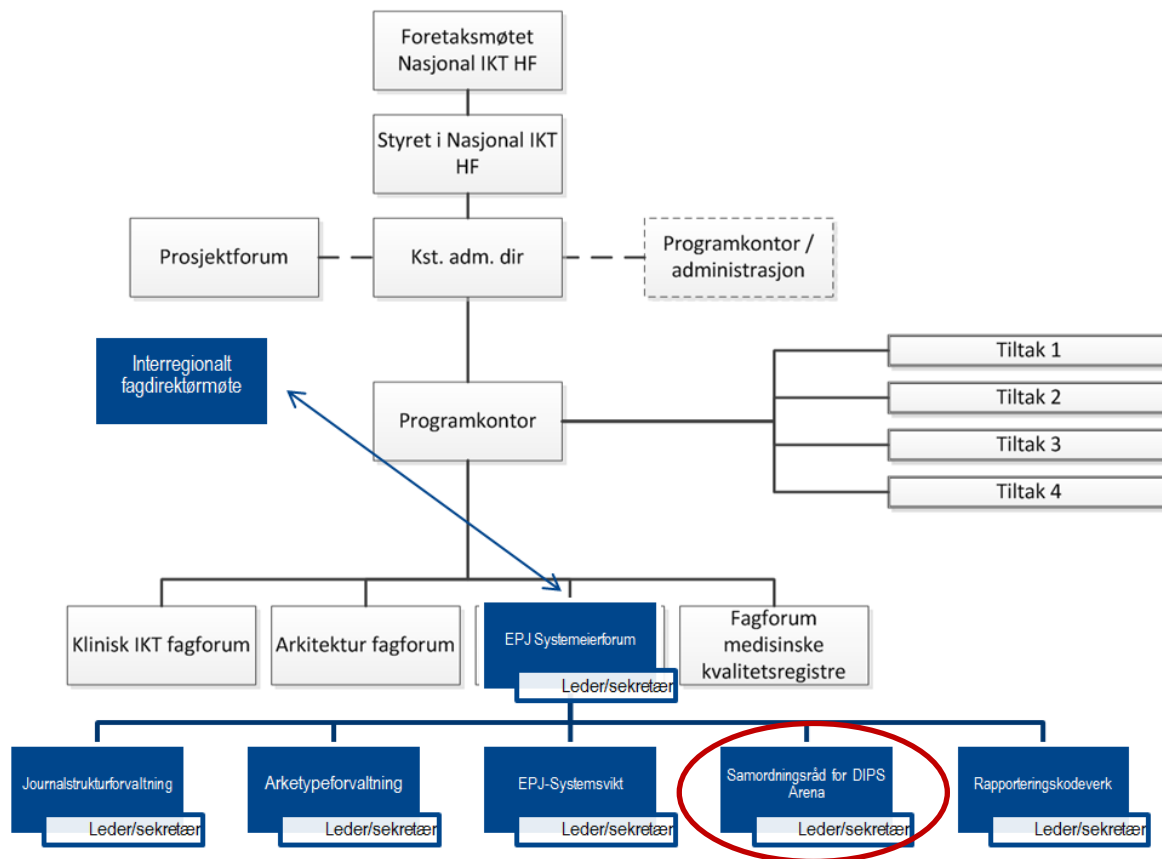 Foretaksmøtet
Nasjonal IKT HF
Styret i Nasjonal IKT
HF
Prosjektforum
Kst. adm. dir
Programkontor /
administrasjon
Interregionalt
fagdirektørmøte
Programkontor
Tiltak 1
Tiltak 2
Tiltak 3
Tiltak 4
Klinisk IKT fagforum
Arkitektur fagforum
EPJ Systemeierforum
Leder/sekretær
Fagforum
medisinske
kvalitetsregistre
Journalstrukturforvaltning
Leder/sekretær
Arketypeforvaltning
Leder/sekretær
EPJ-Systemsvikt
Leder/sekretær
Samordningsråd for DIPS
Arena
Leder/sekretær
Rapporteringskodeverk
Leder/sekretær